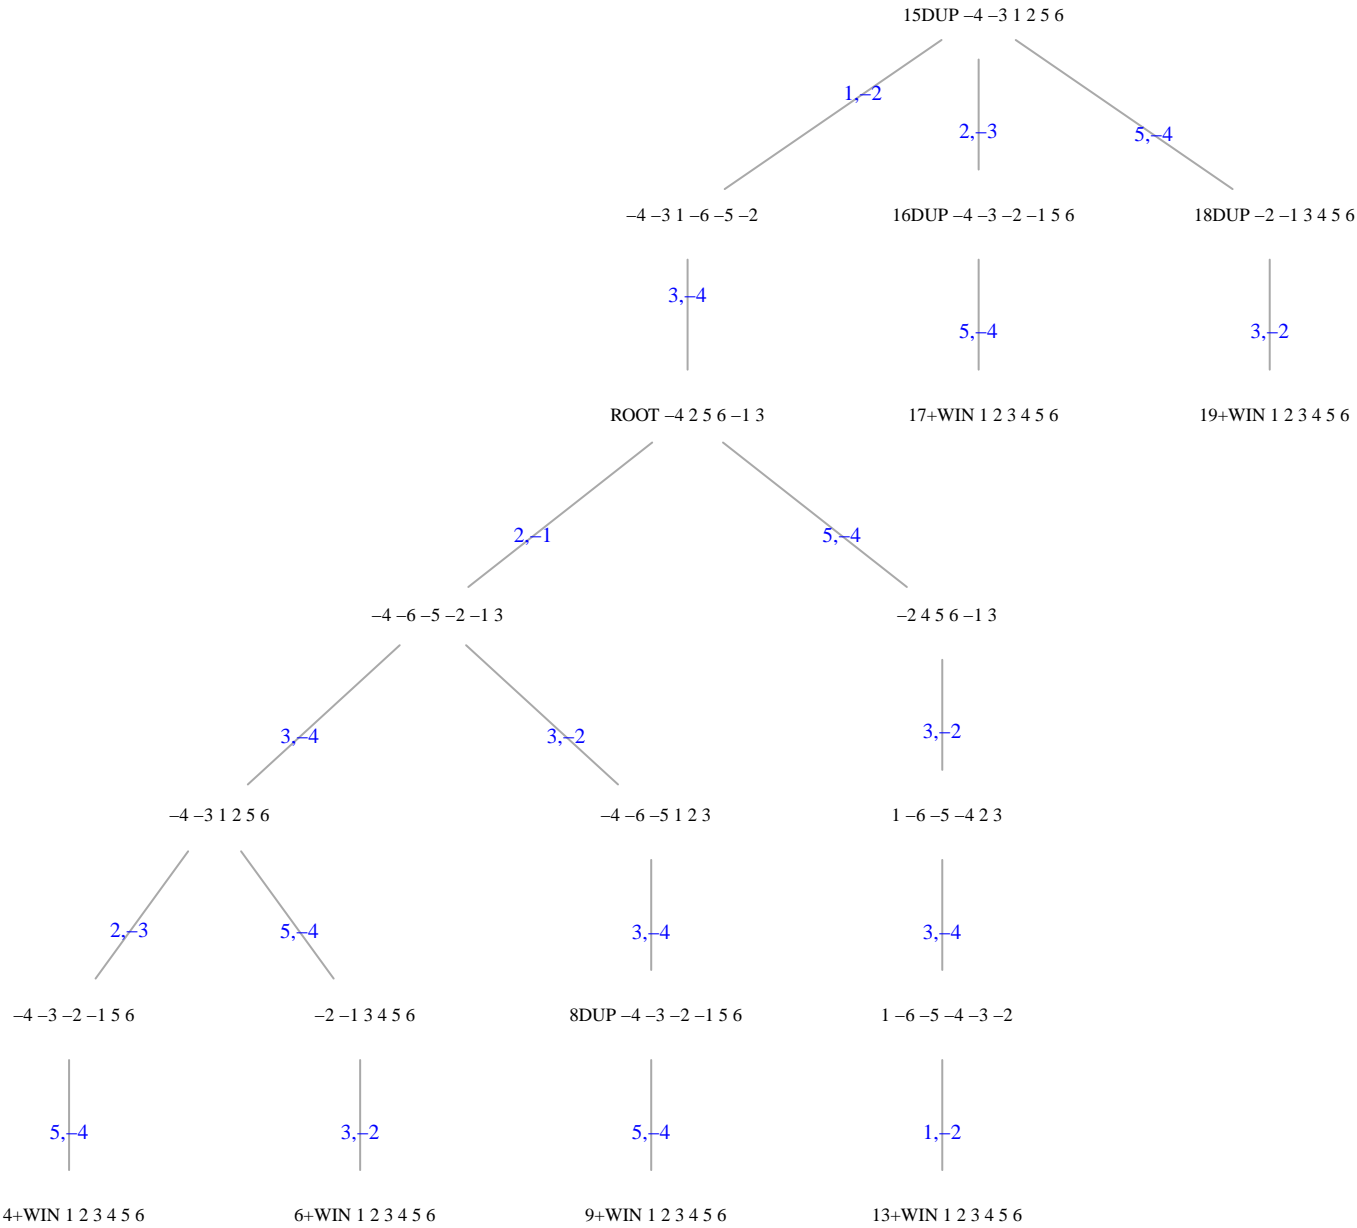 15DUP –4 –3 1 2 5 6
1,–2
2,–3
5,–4
–4 –3 1 –6 –5 –2
16DUP –4 –3 –2 –1 5 6
18DUP –2 –1 3 4 5 6
3,–4
5,–4
3,–2
ROOT –4 2 5 6 –1 3
17+WIN 1 2 3 4 5 6
19+WIN 1 2 3 4 5 6
2,–1
5,–4
–4 –6 –5 –2 –1 3
–2 4 5 6 –1 3
3,–4
3,–2
3,–2
–4 –3 1 2 5 6
–4 –6 –5 1 2 3
1 –6 –5 –4 2 3
2,–3
5,–4
3,–4
3,–4
–4 –3 –2 –1 5 6
–2 –1 3 4 5 6
8DUP –4 –3 –2 –1 5 6
1 –6 –5 –4 –3 –2
5,–4
3,–2
5,–4
1,–2
4+WIN 1 2 3 4 5 6
6+WIN 1 2 3 4 5 6
9+WIN 1 2 3 4 5 6
13+WIN 1 2 3 4 5 6